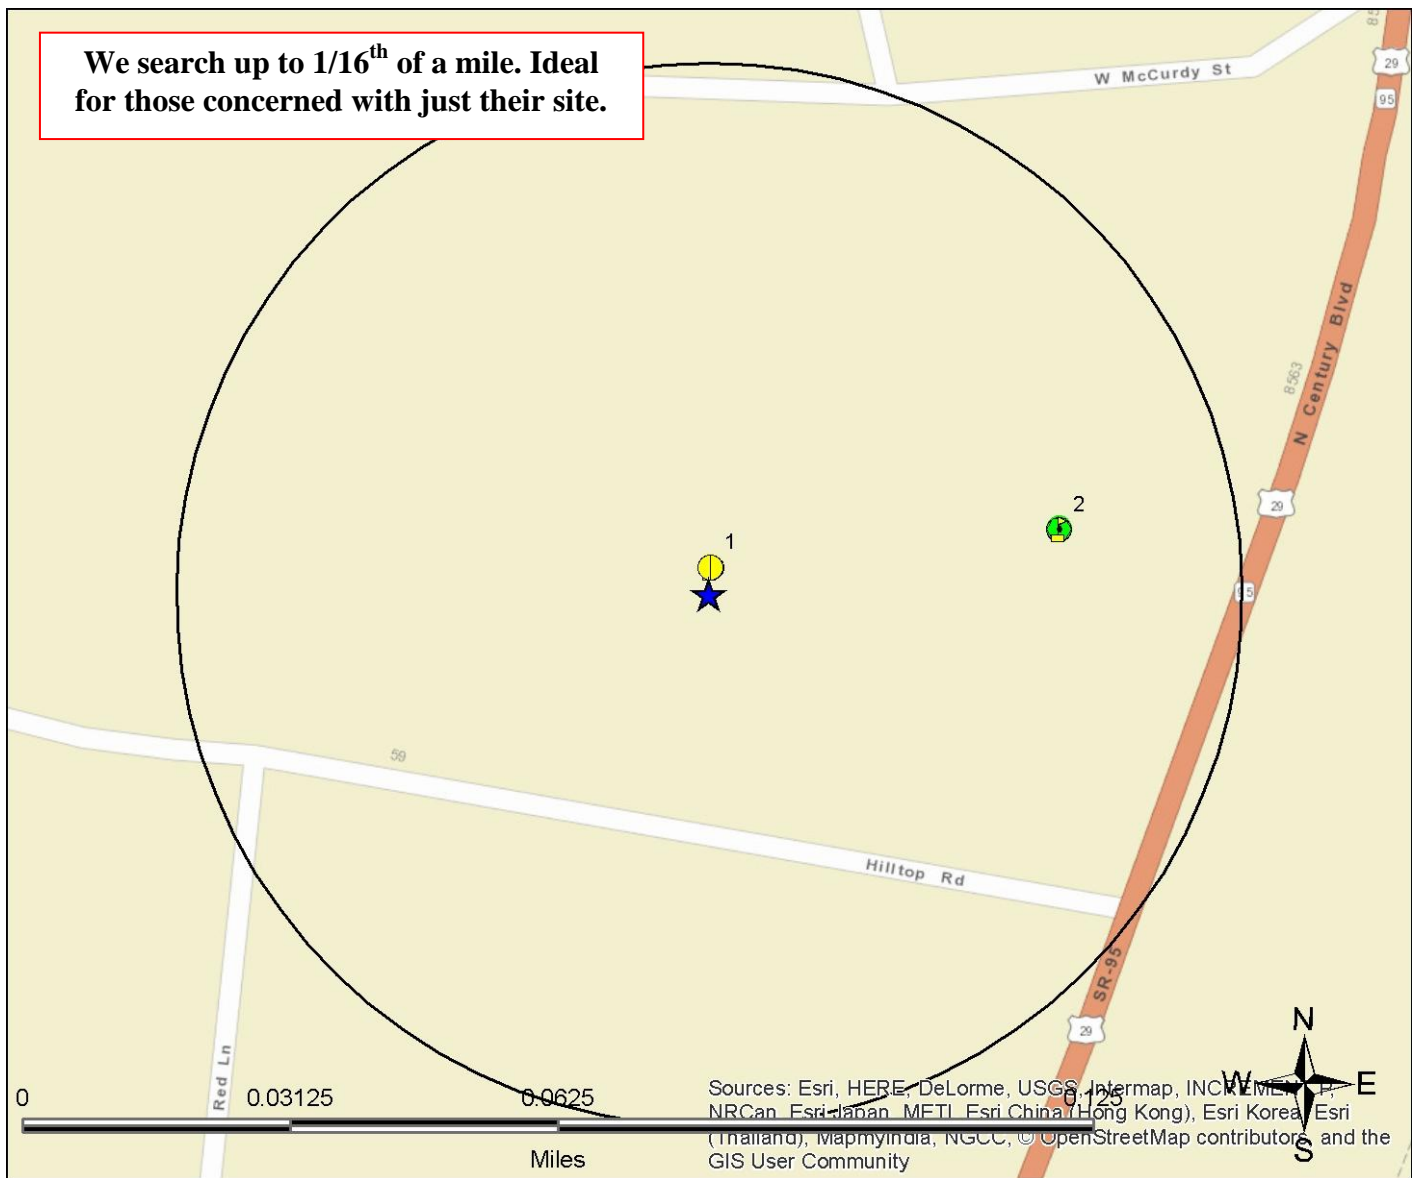 We search up to 1/16th of a mile. Ideal
for those concerned with just their site.
W McCurdy St
29
95
N Century Blvd
8563
29
2
1
95
59
Hilltop Rd
SR-95
29
Red Ln
N
W
E
S
0
0.03125
0.0625
0.125
Miles
Sources: Esri, HERE, DeLorme, USGS, Intermap, INCREMENT P,
NRCan, Esri Japan, METI, Esri China (Hong Kong), Esri Korea, Esri
(Thailand), MapmyIndia, NGCC, © OpenStreetMap contributors, and the
GIS User Community